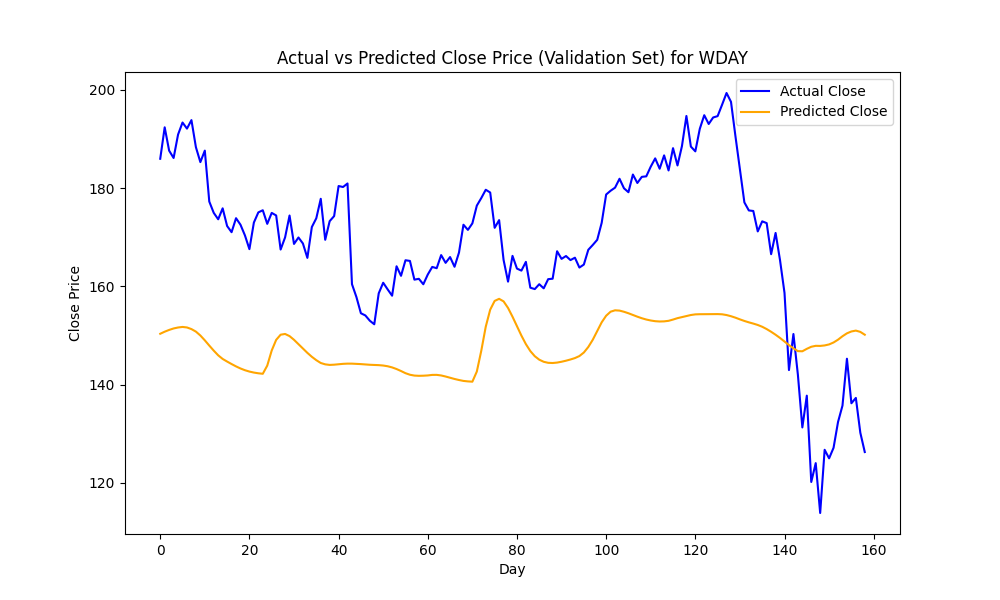 Actual vs Predicted Close Price (Validation Set) for WDAY
Actual Close
Predicted Close
Close Price
200
180
160
140
120
0 20 40 60 80 100 120 140 160
Day